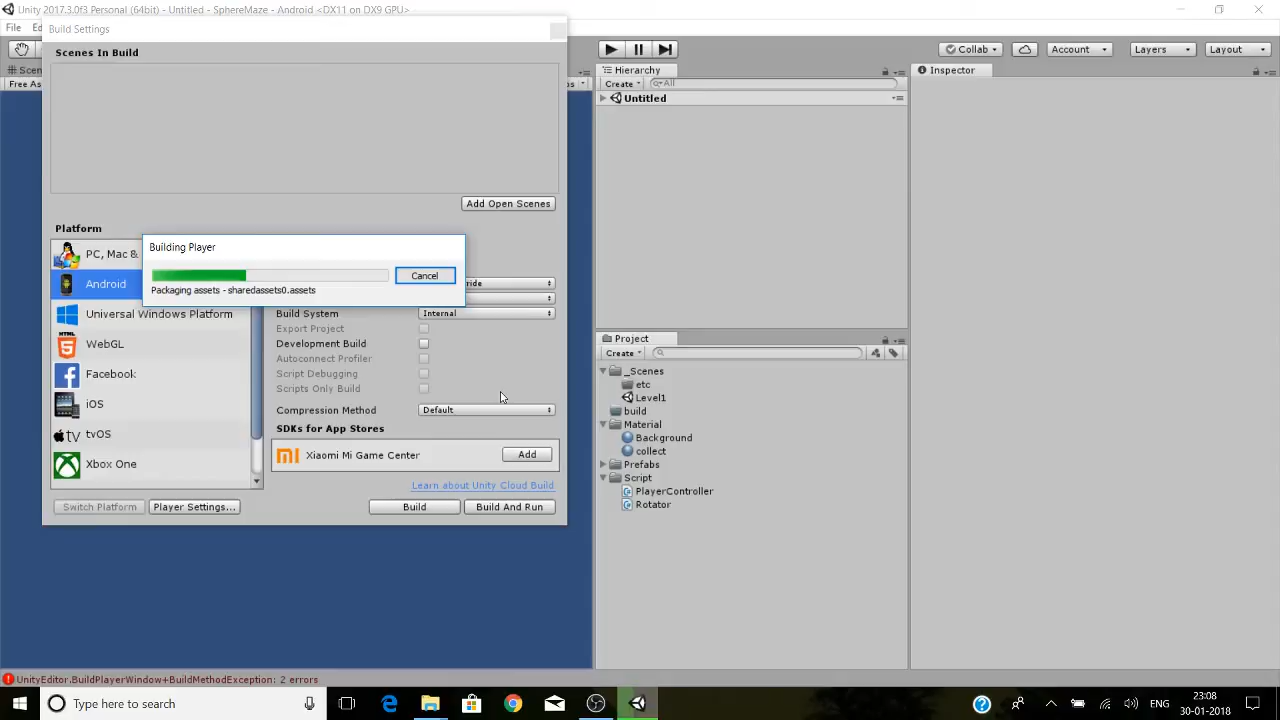 Unity 2017.3.0f3 Personal (64bit) - Untitled - SphereMaze - Android <DX11 on DX9 GPU>
File
Build Settings
Scenes In Build
Collab
Account
Layers
Layout
Hierarchy
Inspector
Create
All
Free As
Untitled
Add Open Scenes
Platform
Building Player
PC, Mac &
Cancel
Android
ride
Packaging assets - sharedassets0.assets
Universal Windows Platform
Build System
Internal
Export Project
WebGL
Development Build
Autoconnect Profiler
Facebook
Script Debugging
Scripts Only Build
iOS
Compression Method
Default
tvOS
SDKs for App Stores
Xbox One
Xiaomi Mi Game Center
Add
Learn about Unity Cloud Build
Switch Platform
Player Settings...
Build
Build And Run
Project
Create
_Scenes
etc
Level1
build
Material
Background
collect
Prefabs
Script
PlayerController
Rotator
UnityEditor.BuildPlayerWindow+BuildMethodException: 2 errors
Type here to search
ENG
23:08
30-01-2018